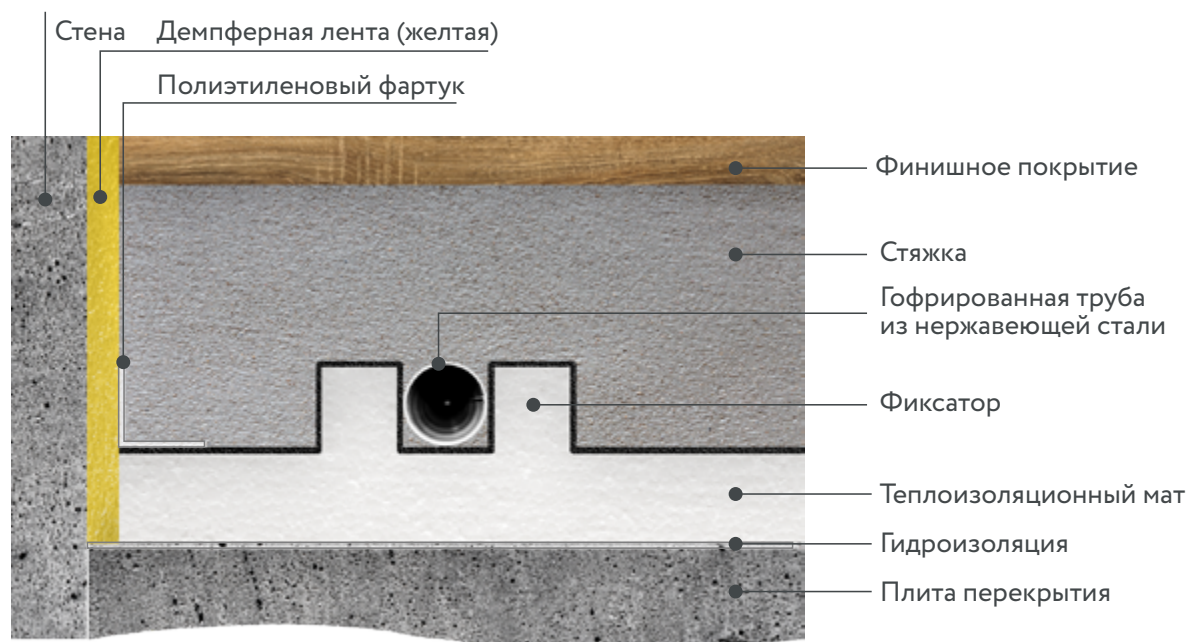 Стена Демпферная лента (желтая)
Полиэтиленовый фартук
Финишное покрытие
Стяжка
Гофрированная труба
из нержавеющей стали
Фиксатор
Теплоизоляционный мат
Гидроизоляция
Плита перекрытия